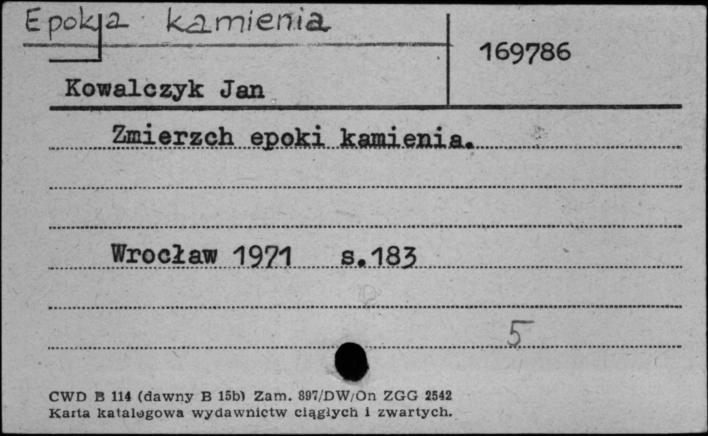 Epoka kamienia
169786
Kowalczyk Jan
Zmierzch epoki kamienia.
Wrocław 1971 s.183
5
CWD B 114 (dawny B 15b) Zam. 897/DW/On ZGG 2542
Karta katalogowa wydawnictw ciągłych i zwartych.